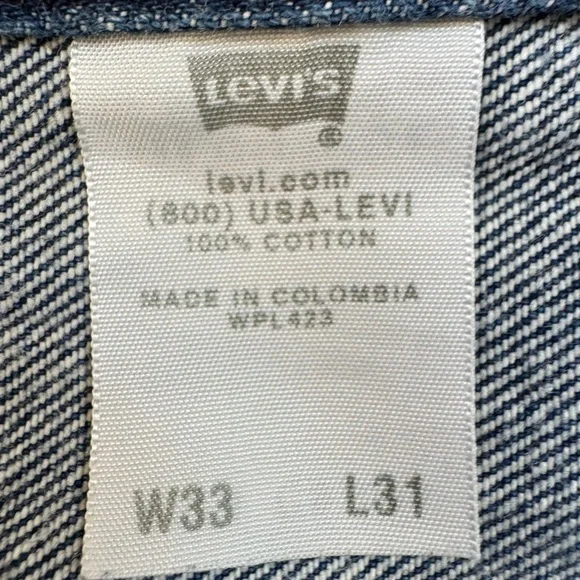 Levi's
®
levi.com
(800) USA-LEVI
100% COTTON
MADE IN COLOMBIA
WPL423
W33 L31